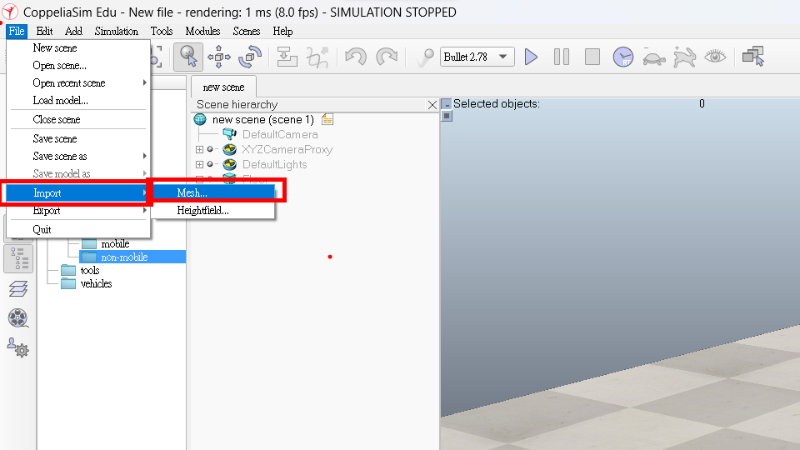 CoppeliaSim Edu - New file - rendering: 1 ms (8.0 fps) - SIMULATION STOPPED
File Edit Add Simulation Tools Modules Scenes Help
New scene
Open scene...
Open recent scene
Load model...
Close scene
Save scene
Save scene as
Save model as
Import
Export
Quit
Mesh...
Heightfield...
Bullet 2.78
new scene
Scene hierarchy
new scene (scene 1)
DefaultCamera
XYZCameraProxy
DefaultLights
Selected objects: 0
mobile
non-mobile
tools
vehicles